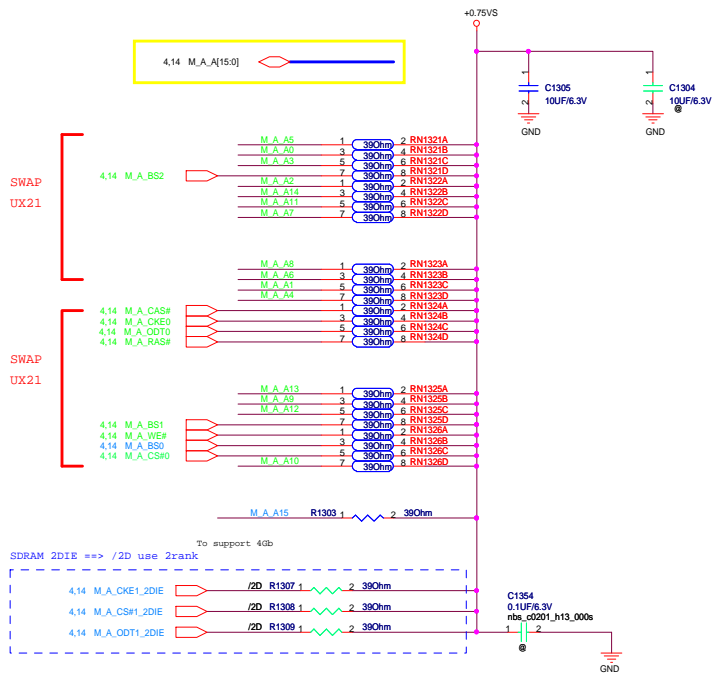 +0.75VS
4,14 M_A_A[15:0]
1 2
C1305
10UF/6.3V
GND
1 2
C1304
10UF/6.3V
@
GND
SWAP
UX21
M_A_A5 1 39Ohm 2 RN1321A
M_A_A0 3 39Ohm 4 RN1321B
M_A_A3 5 39Ohm 6 RN1321C
4,14 M_A_BS2 7 39Ohm 8 RN1321D
M_A_A2 1 39Ohm 2 RN1322A
M_A_A14 3 39Ohm 4 RN1322B
M_A_A11 5 39Ohm 6 RN1322C
M_A_A7 7 39Ohm 8 RN1322D
M_A_A8 1 39Ohm 2 RN1323A
M_A_A6 3 39Ohm 4 RN1323B
M_A_A1 5 39Ohm 6 RN1323C
M_A_A4 7 39Ohm 8 RN1323D
SWAP
UX21
4,14 M_A_CAS# 1 39Ohm 2 RN1324A
4,14 M_A_CKE0 3 39Ohm 4 RN1324B
4,14 M_A_ODT0 5 39Ohm 6 RN1324C
4,14 M_A_RAS# 7 39Ohm 8 RN1324D
M_A_A13 1 39Ohm 2 RN1325A
M_A_A9 3 39Ohm 4 RN1325B
M_A_A12 5 39Ohm 6 RN1325C
4,14 M_A_BS1 7 39Ohm 8 RN1325D
4,14 M_A_WE# 1 39Ohm 2 RN1326A
4,14 M_A_BS0 3 39Ohm 4 RN1326B
4,14 M_A_CS#0 5 39Ohm 6 RN1326C
M_A_A10 7 39Ohm 8 RN1326D
M_A_A15 R1303 1 2 39Ohm
To support 4Gb
SDRAM 2DIE ==> /2D use 2rank
4,14 M_A_CKE1_2DIE /2D R1307 1 2 39Ohm
4,14 M_A_CS#1_2DIE /2D R1308 1 2 39Ohm
4,14 M_A_ODT1_2DIE /2D R1309 1 2 39Ohm
C1354
0.1UF/6.3V
nbs_c0201_h13_000s
1 2
@
GND